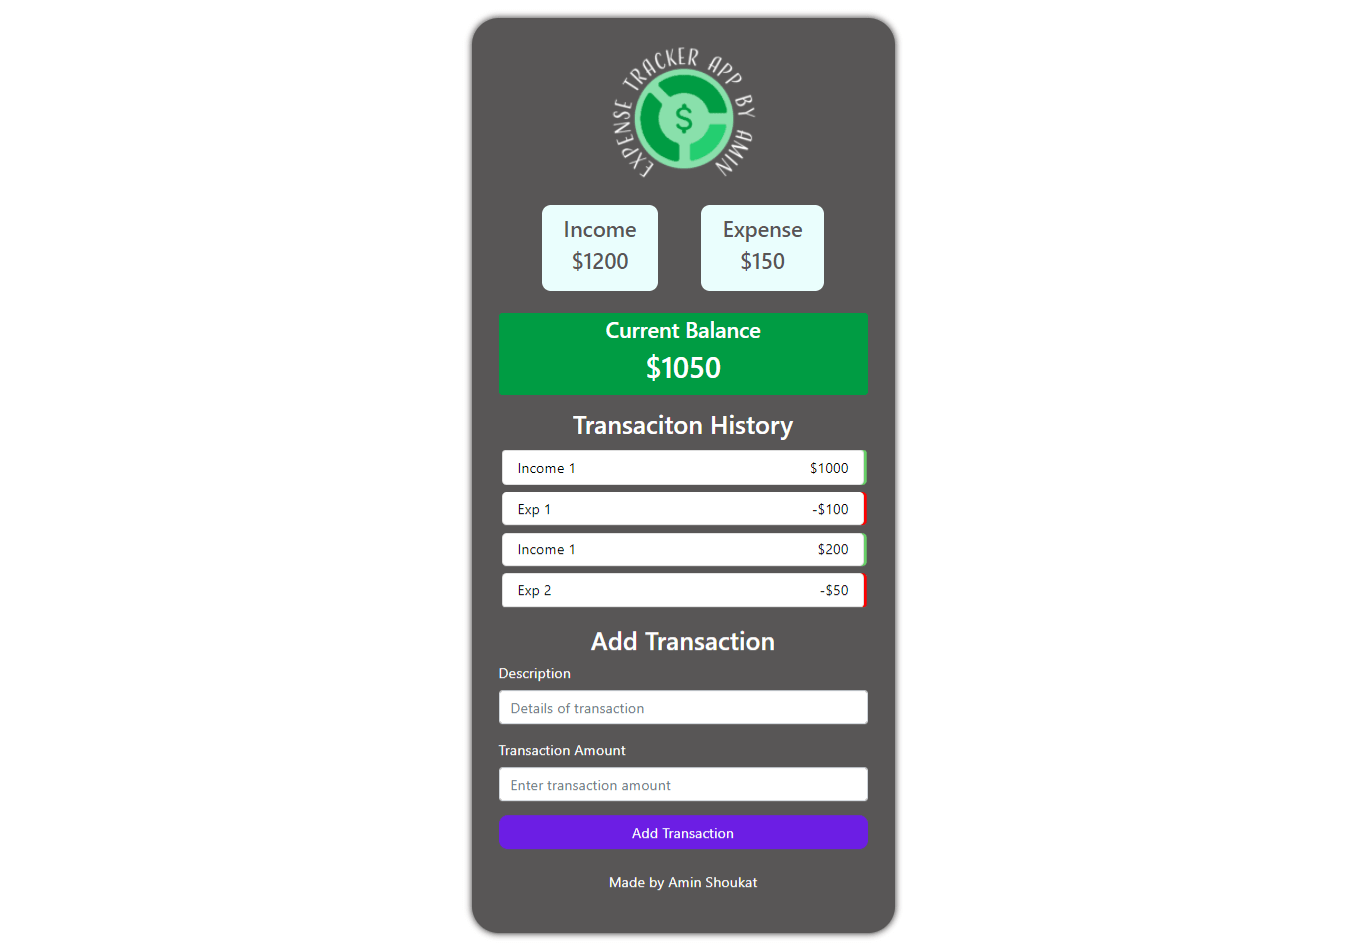 EXPENSE TRACKER APP BY AMIN
$
Income
$1200
Expense
$150
Current Balance
$1050
Transaciton History
Income 1 $1000
Exp 1 -$100
Income 1 $200
Exp 2 -$50
Add Transaction
Description
Details of transaction
Transaction Amount
Enter transaction amount
Add Transaction
Made by Amin Shoukat